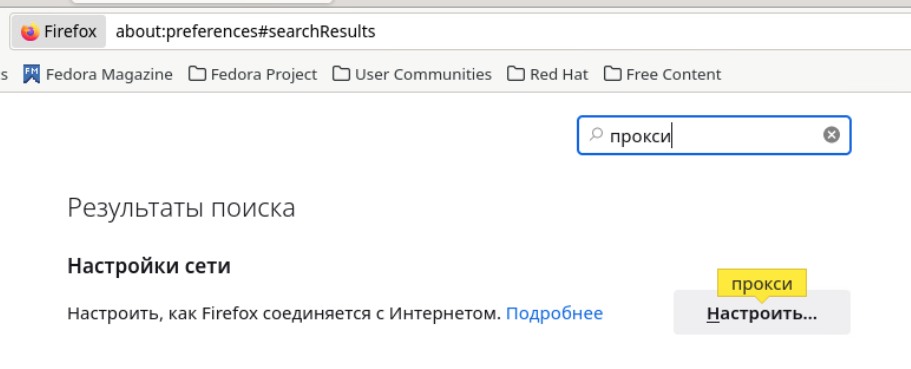 Firefox about:preferences#searchResults
s Fedora Magazine Fedora Project User Communities Red Hat Free Content
прокси
Результаты поиска
Настройки сети
прокси
Настроить, как Firefox соединяется с Интернетом. Подробнее Настроить...